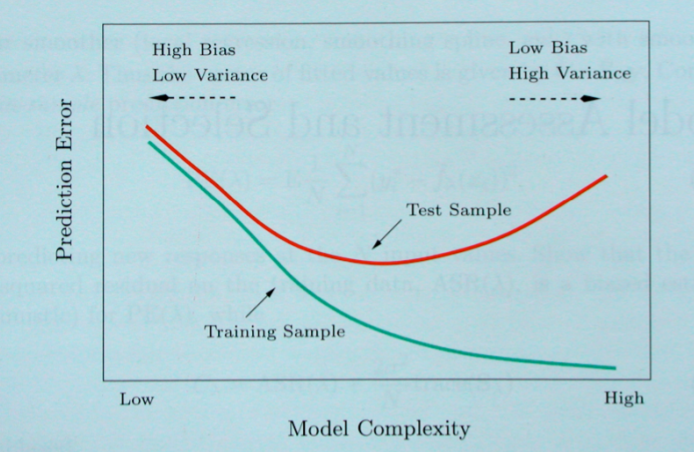 High Bias
Low Variance
Low Bias
High Variance
Prediction Error
Test Sample
Training Sample
Low
High
Model Complexity